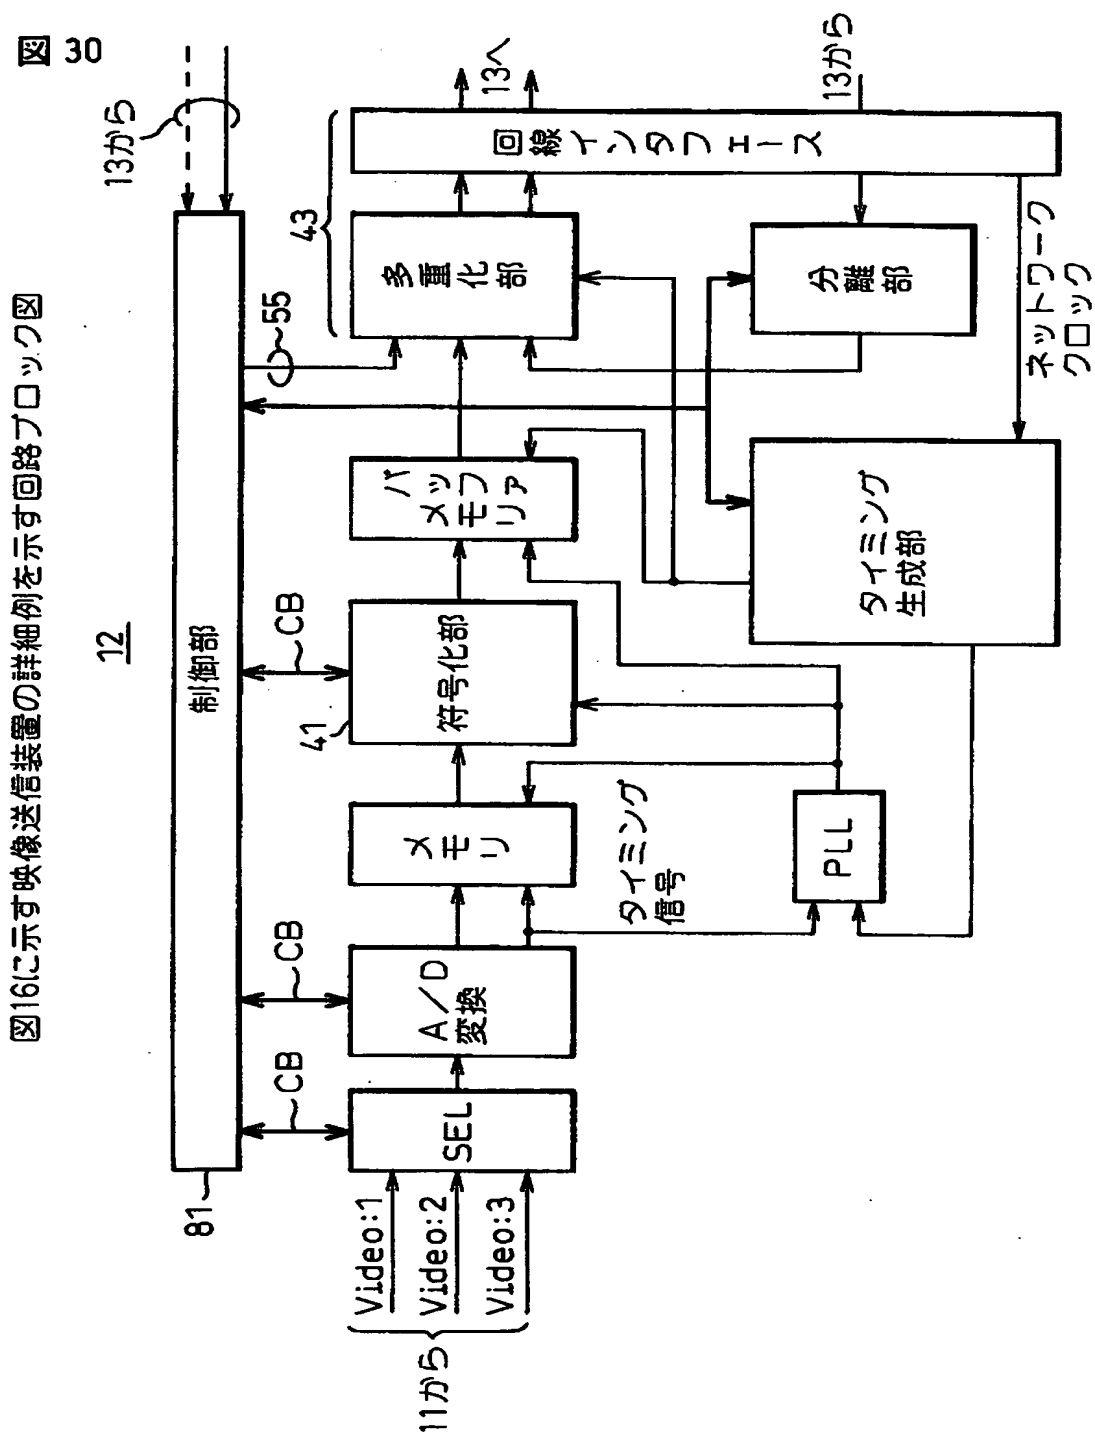 図 30
図16に示す映像送信装置の詳細例を示す回路ブロック図
12
13から
81
制御部
CB
CB
CB
55
43
11から
Video:1
Video:2
Video:3
SEL
A/D
変換
メモリ
41
符号化部
バッファ
メモリ
多重化部
回線インタフェース
13へ
13から
タイミング
信号
PLL
タイミング
生成部
分離部
ネットワーク
クロック